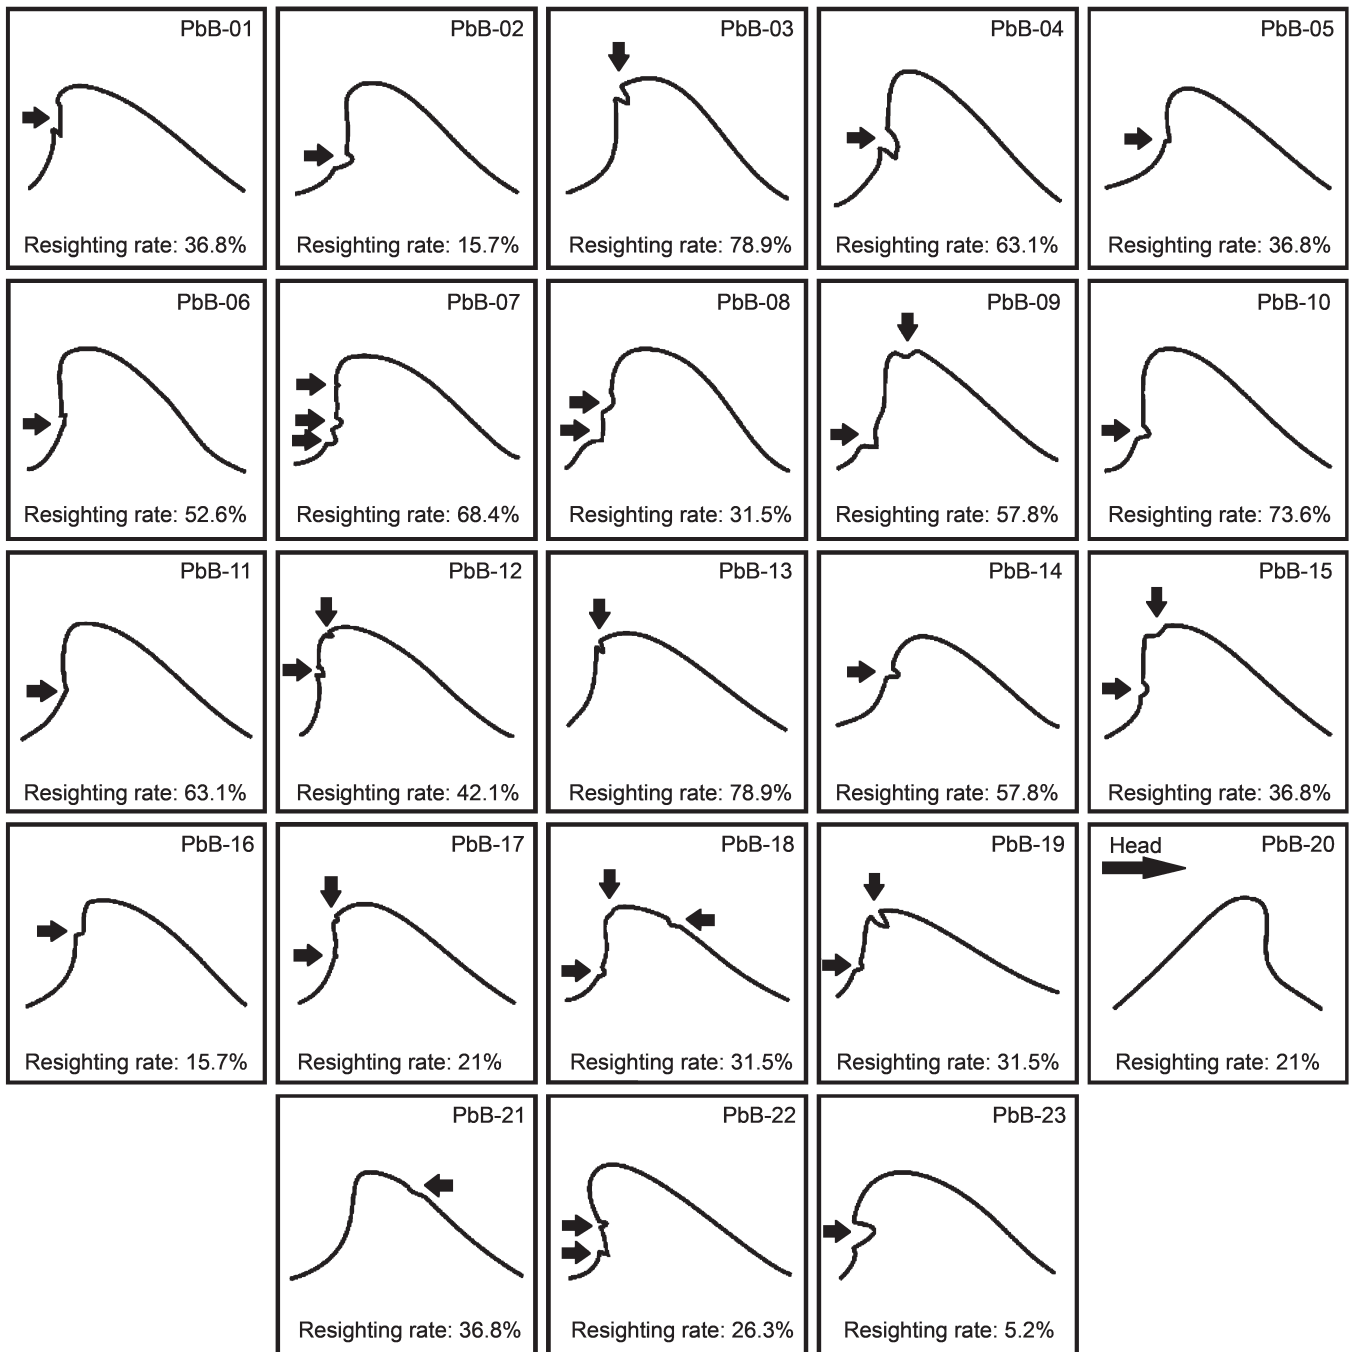 PbB-01
Resighting rate: 36.8%
PbB-02
Resighting rate: 15.7%
PbB-03
Resighting rate: 78.9%
PbB-04
Resighting rate: 63.1%
PbB-05
Resighting rate: 36.8%
PbB-06
Resighting rate: 52.6%
PbB-07
Resighting rate: 68.4%
PbB-08
Resighting rate: 31.5%
PbB-09
Resighting rate: 57.8%
PbB-10
Resighting rate: 73.6%
PbB-11
Resighting rate: 63.1%
PbB-12
Resighting rate: 42.1%
PbB-13
Resighting rate: 78.9%
PbB-14
Resighting rate: 57.8%
PbB-15
Resighting rate: 36.8%
PbB-16
Resighting rate: 15.7%
PbB-17
Resighting rate: 21%
PbB-18
Resighting rate: 31.5%
PbB-19
Resighting rate: 31.5%
Head
PbB-20
Resighting rate: 21%
PbB-21
Resighting rate: 36.8%
PbB-22
Resighting rate: 26.3%
PbB-23
Resighting rate: 5.2%